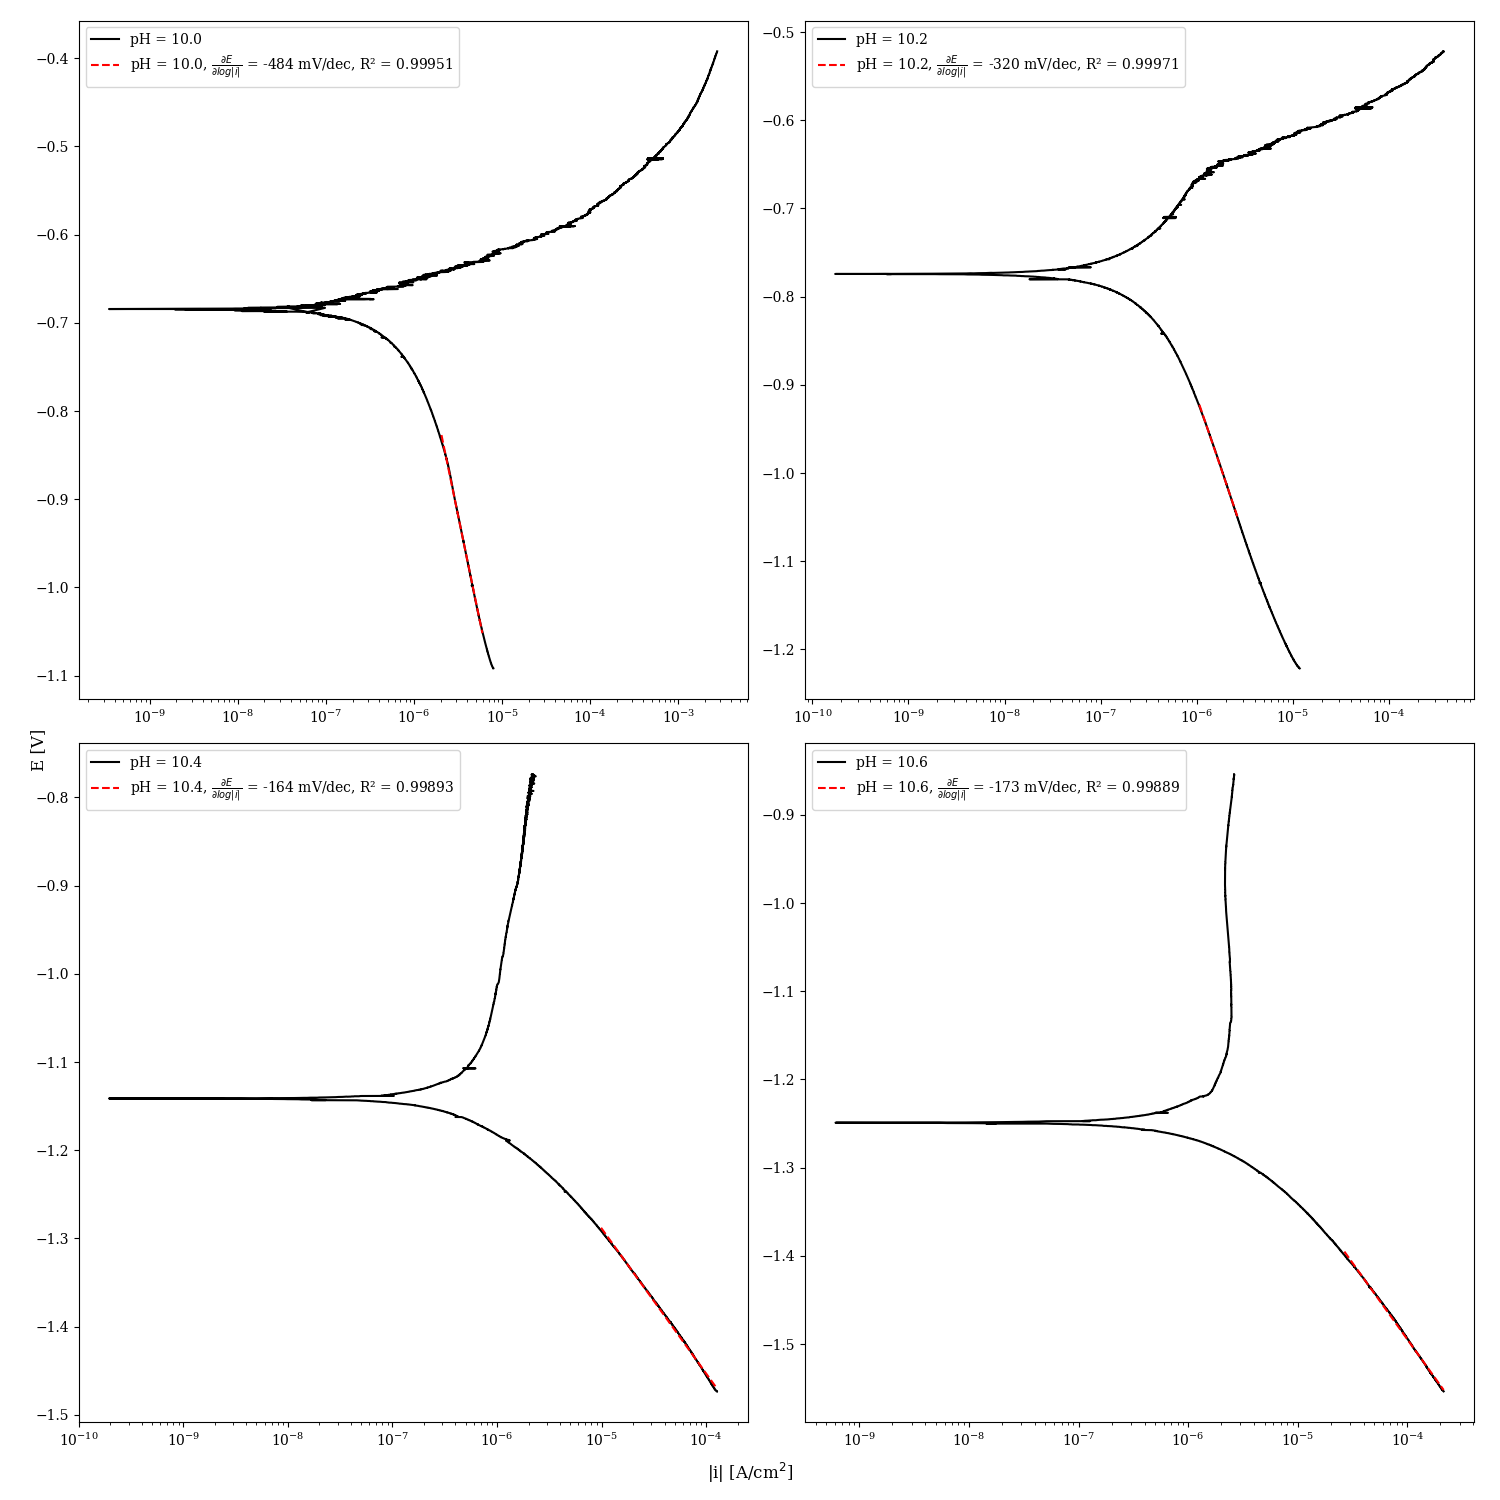 pH = 10.0
pH = 10.0, ∂E/∂log|i| = -484 mV/dec, R² = 0.99951
−0.4
−0.5
−0.6
−0.7
−0.8
−0.9
−1.0
−1.1
10⁻⁹ 10⁻⁸ 10⁻⁷ 10⁻⁶ 10⁻⁵ 10⁻⁴ 10⁻³
pH = 10.2
pH = 10.2, ∂E/∂log|i| = -320 mV/dec, R² = 0.99971
−0.5
−0.6
−0.7
−0.8
−0.9
−1.0
−1.1
−1.2
10⁻¹⁰ 10⁻⁹ 10⁻⁸ 10⁻⁷ 10⁻⁶ 10⁻⁵ 10⁻⁴
E [V]
pH = 10.4
pH = 10.4, ∂E/∂log|i| = -164 mV/dec, R² = 0.99893
−0.8
−0.9
−1.0
−1.1
−1.2
−1.3
−1.4
−1.5
10⁻¹⁰ 10⁻⁹ 10⁻⁸ 10⁻⁷ 10⁻⁶ 10⁻⁵ 10⁻⁴
pH = 10.6
pH = 10.6, ∂E/∂log|i| = -173 mV/dec, R² = 0.99889
−0.9
−1.0
−1.1
−1.2
−1.3
−1.4
−1.5
10⁻⁹ 10⁻⁸ 10⁻⁷ 10⁻⁶ 10⁻⁵ 10⁻⁴
|i| [A/cm²]